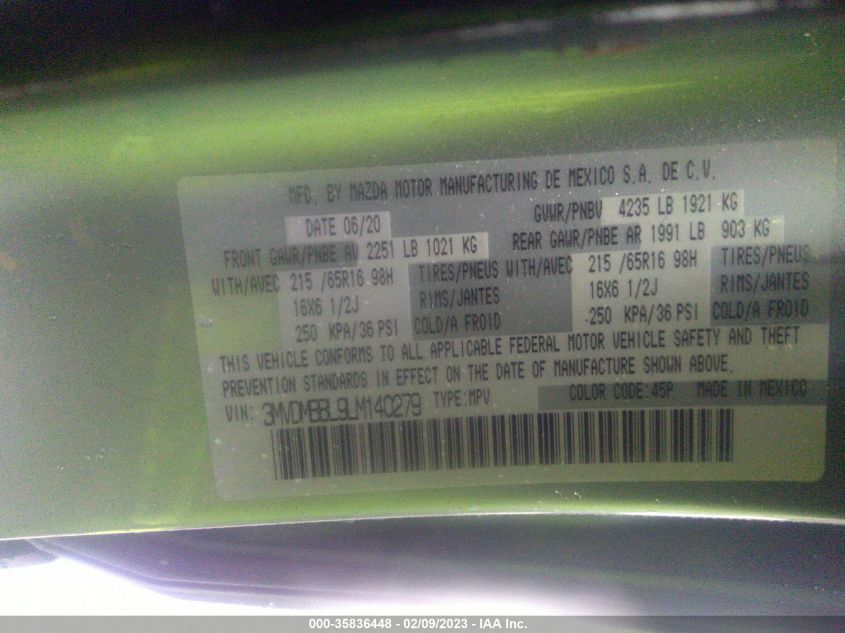 MFD. BY MAZDA MOTOR MANUFACTURING DE MEXICO S.A. DE C.V.
DATE 06/20 GVWR/PNBV 4235 LB 1921 KG
FRONT GAWR/PNBE AV 2251 LB 1021 KG REAR GAWR/PNBE AR 1991 LB 903 KG
WITH/AVEC 215 /65R16 98H TIRES/PNEUS WITH/AVEC 215 /65R16 98H TIRES/PNEUS
16X6 1/2J RIMS/JANTES 16X6 1/2J RIMS/JANTES
250 KPA/36 PSI COLD/A FROID 250 KPA/36 PSI COLD/A FROID
THIS VEHICLE CONFORMS TO ALL APPLICABLE FEDERAL MOTOR VEHICLE SAFETY AND THEFT
PREVENTION STANDARDS IN EFFECT ON THE DATE OF MANUFACTURE SHOWN ABOVE.
VIN: 3MVDMBBL9LM140279 TYPE:MPV COLOR CODE:45P MADE IN MEXICO
000-35836448 - 02/09/2023 - IAA Inc.